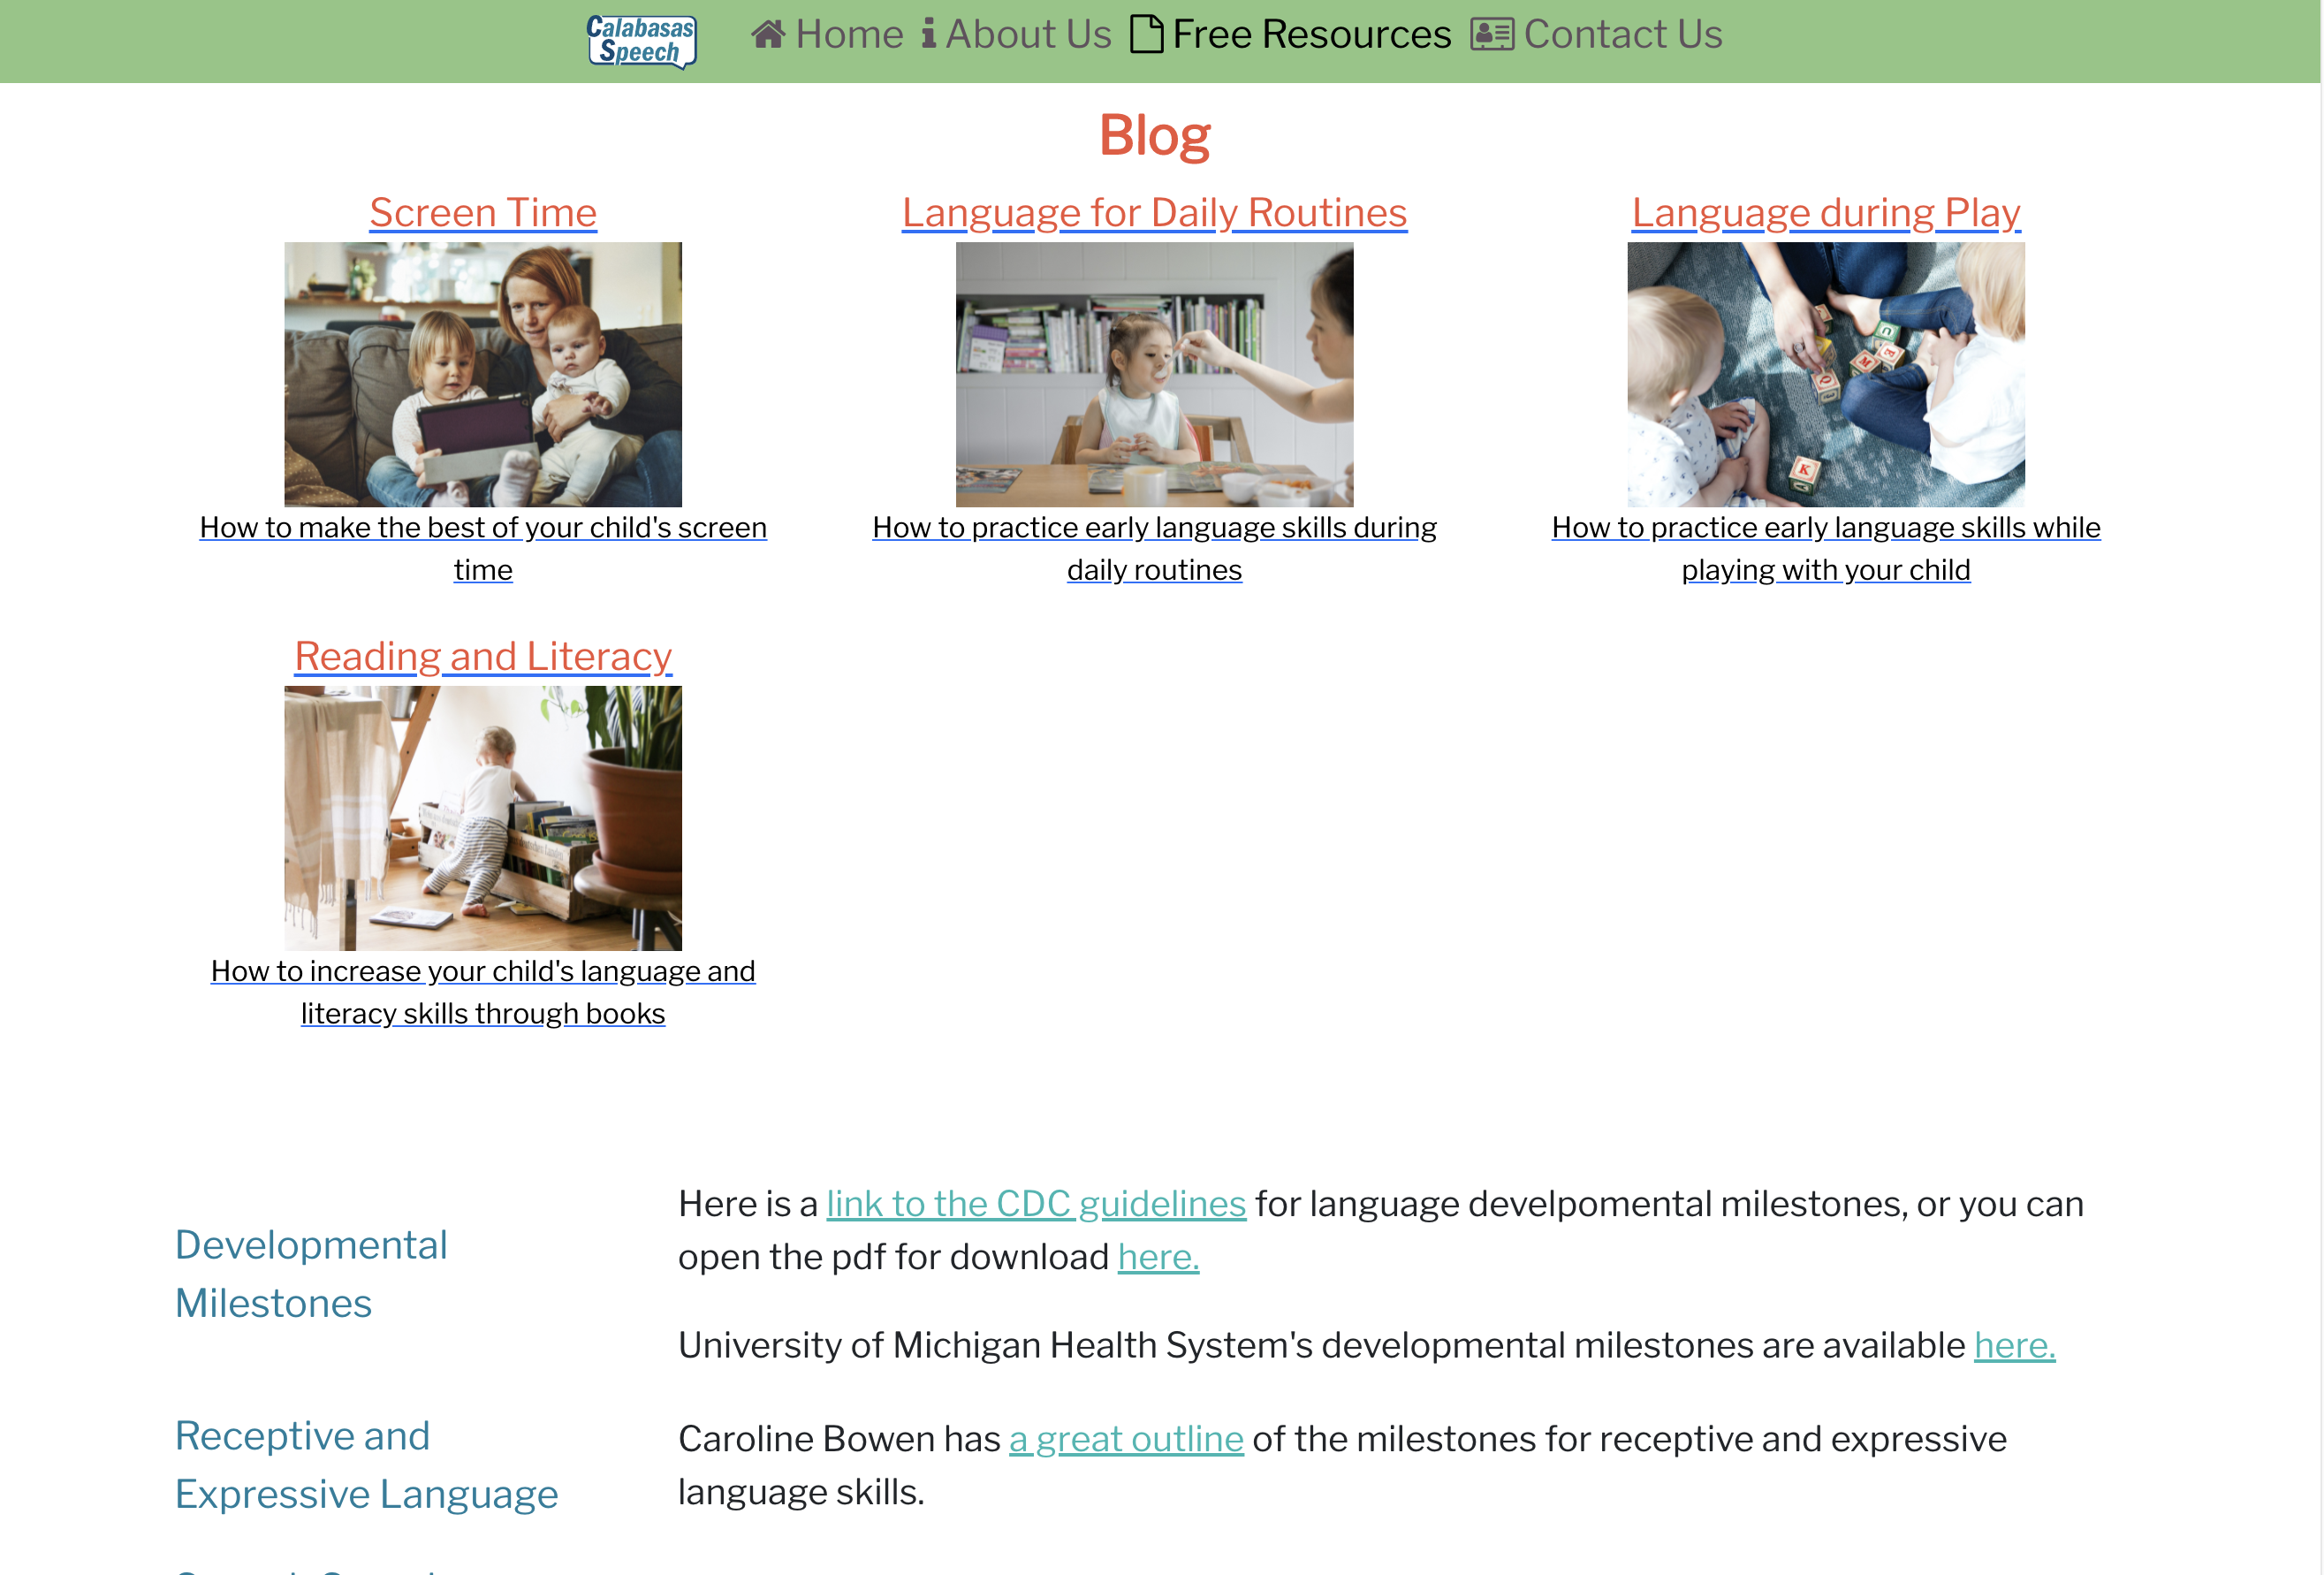 Calabasas
Speech
Home About Us Free Resources Contact Us
Blog
Screen Time
How to make the best of your child's screen
time
Language for Daily Routines
How to practice early language skills during
daily routines
Language during Play
How to practice early language skills while
playing with your child
Reading and Literacy
How to increase your child's language and
literacy skills through books
Developmental
Milestones
Here is a link to the CDC guidelines for language develpomental milestones, or you can
open the pdf for download here.
University of Michigan Health System's developmental milestones are available here.
Receptive and
Expressive Language
Caroline Bowen has a great outline of the milestones for receptive and expressive
language skills.